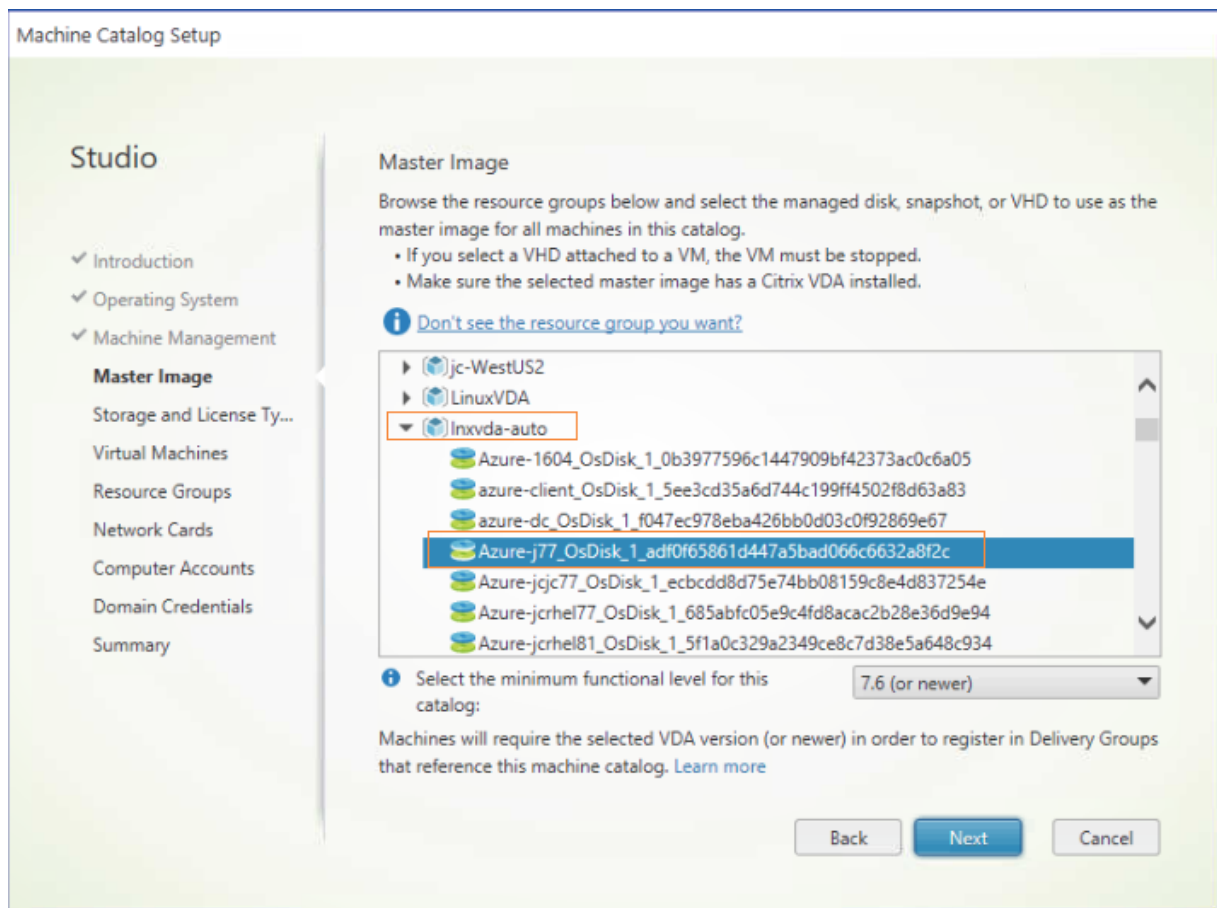 Machine Catalog Setup
Studio
Introduction
Operating System
Machine Management
Master Image
Storage and License Ty...
Virtual Machines
Resource Groups
Network Cards
Computer Accounts
Domain Credentials
Summary
Master Image
Browse the resource groups below and select the managed disk, snapshot, or VHD to use as the
master image for all machines in this catalog.
• If you select a VHD attached to a VM, the VM must be stopped.
• Make sure the selected master image has a Citrix VDA installed.
Don't see the resource group you want?
jc-WestUS2
LinuxVDA
lnxvda-auto
Azure-1604_OsDisk_1_0b3977596c1447909bf42373ac0c6a05
azure-client_OsDisk_1_5ee3cd35a6d744c199ff4502f8d63a83
azure-dc_OsDisk_1_f047ec978eba426bb0d03c0f92869e67
Azure-j77_OsDisk_1_adf0f65861d447a5bad066c6632a8f2c
Azure-jcjc77_OsDisk_1_ecbcdd8d75e74bb08159c8e4d837254e
Azure-jcrhel77_OsDisk_1_685abfc05e9c4fd8acac2b28e36d9e94
Azure-jcrhel81_OsDisk_1_5f1a0c329a2349ce8c7d38e5a648c934
Select the minimum functional level for this
catalog:
7.6 (or newer)
Machines will require the selected VDA version (or newer) in order to register in Delivery Groups
that reference this machine catalog. Learn more
Back
Next
Cancel